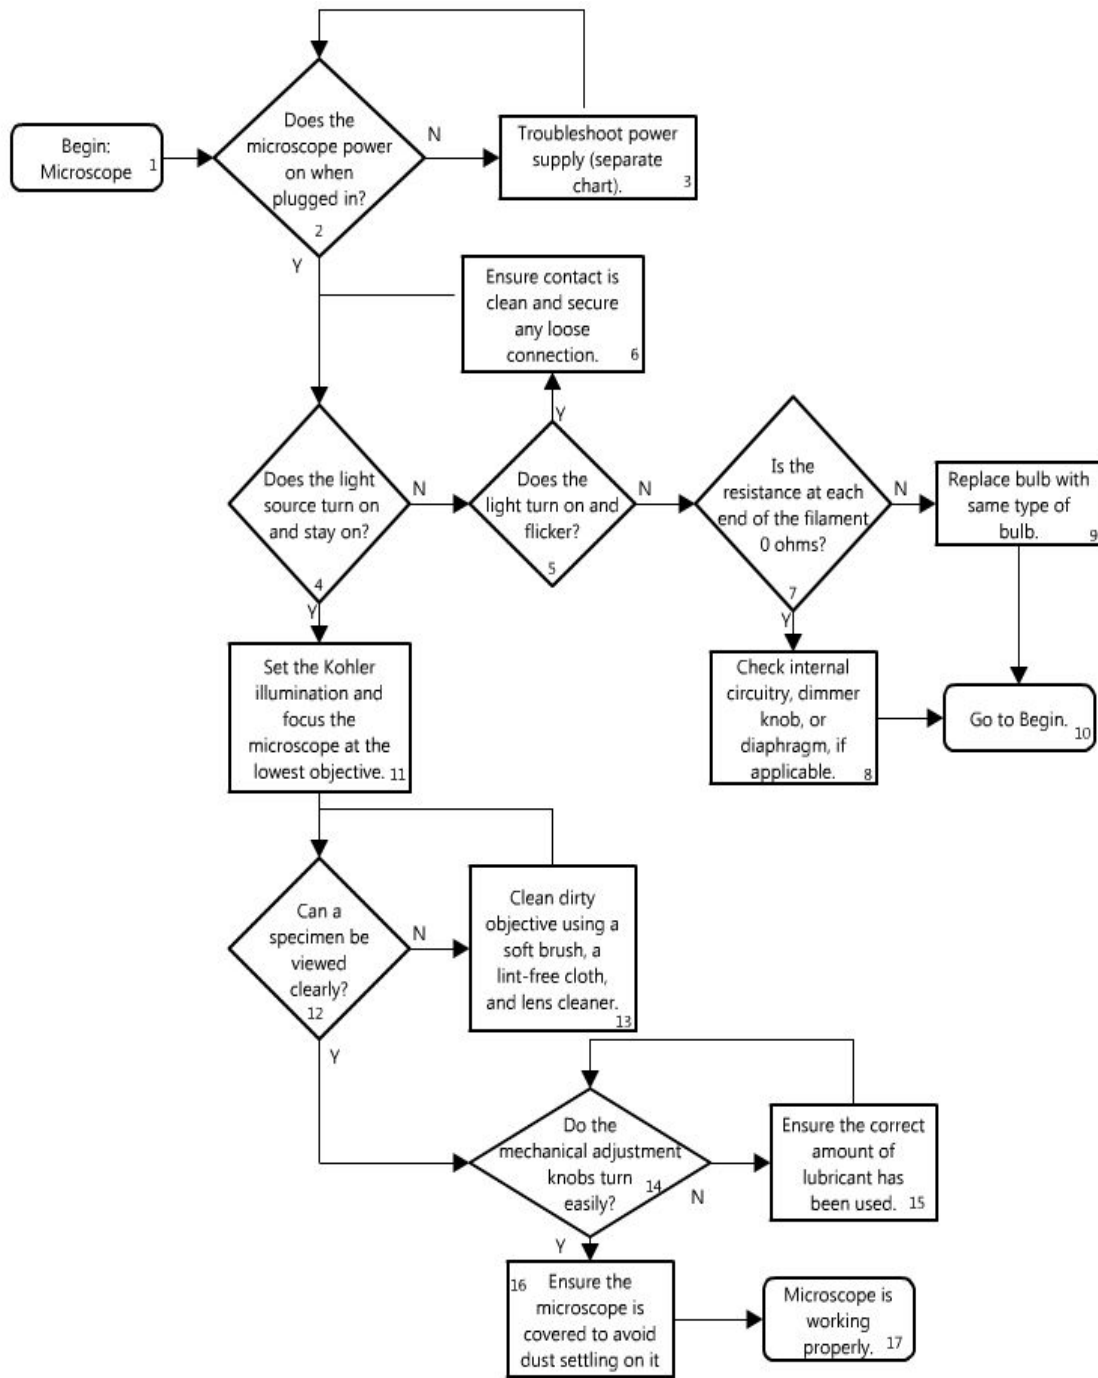 Begin:
Microscope
1
Does the
microscope power
on when
plugged in?
2
N
Y
Troubleshoot power
supply (separate
chart).
3
Ensure contact is
clean and secure
any loose
connection.
6
Does the light
source turn on
and stay on?
4
N
Y
Does the
light turn on and
flicker?
5
Y
N
Is the
resistance at each
end of the filament
0 ohms?
7
N
Y
Replace bulb with
same type of
bulb.
9
Check internal
circuitry, dimmer
knob, or
diaphragm, if
applicable.
8
Go to Begin.
10
Set the Kohler
illumination and
focus the
microscope at the
lowest objective.
11
Can a
specimen be
viewed
clearly?
12
N
Y
Clean dirty
objective using a
soft brush, a
lint-free cloth,
and lens cleaner.
13
Do the
mechanical adjustment
knobs turn
easily?
14
N
Y
Ensure the correct
amount of
lubricant has
been used.
15
16
Ensure the
microscope is
covered to avoid
dust settling on it
Microscope is
working
properly.
17